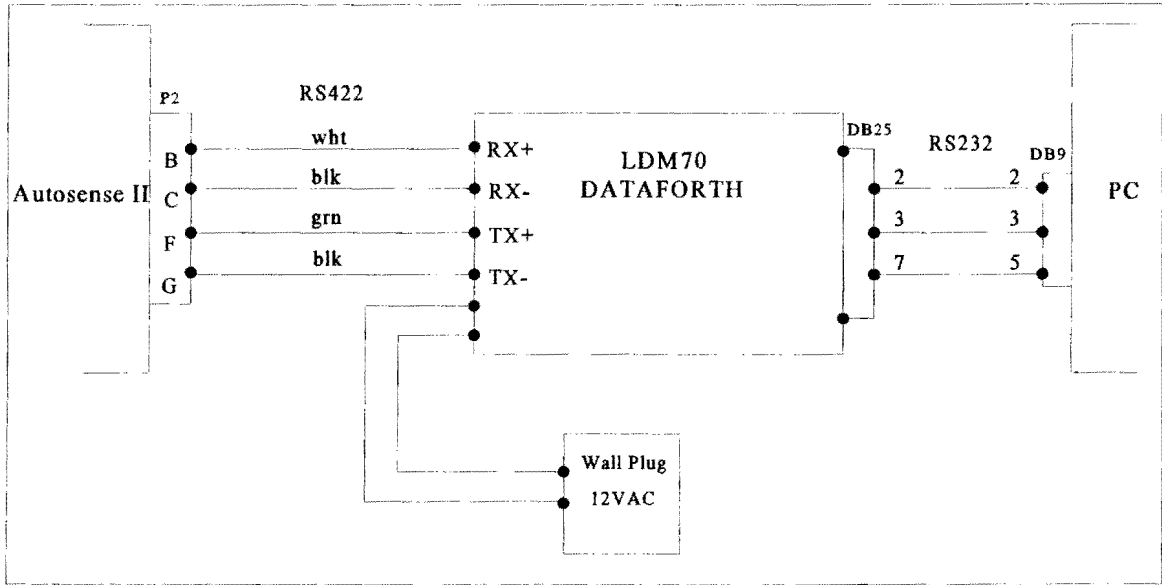 P2
RS422
wht
B
RX+
blk
C
RX-
Autosense II
grn
F
TX+
blk
G
TX-
LDM70
DATAFORTH
DB25
RS232
DB9
2
2
3
3
7
5
PC
Wall Plug
12VAC